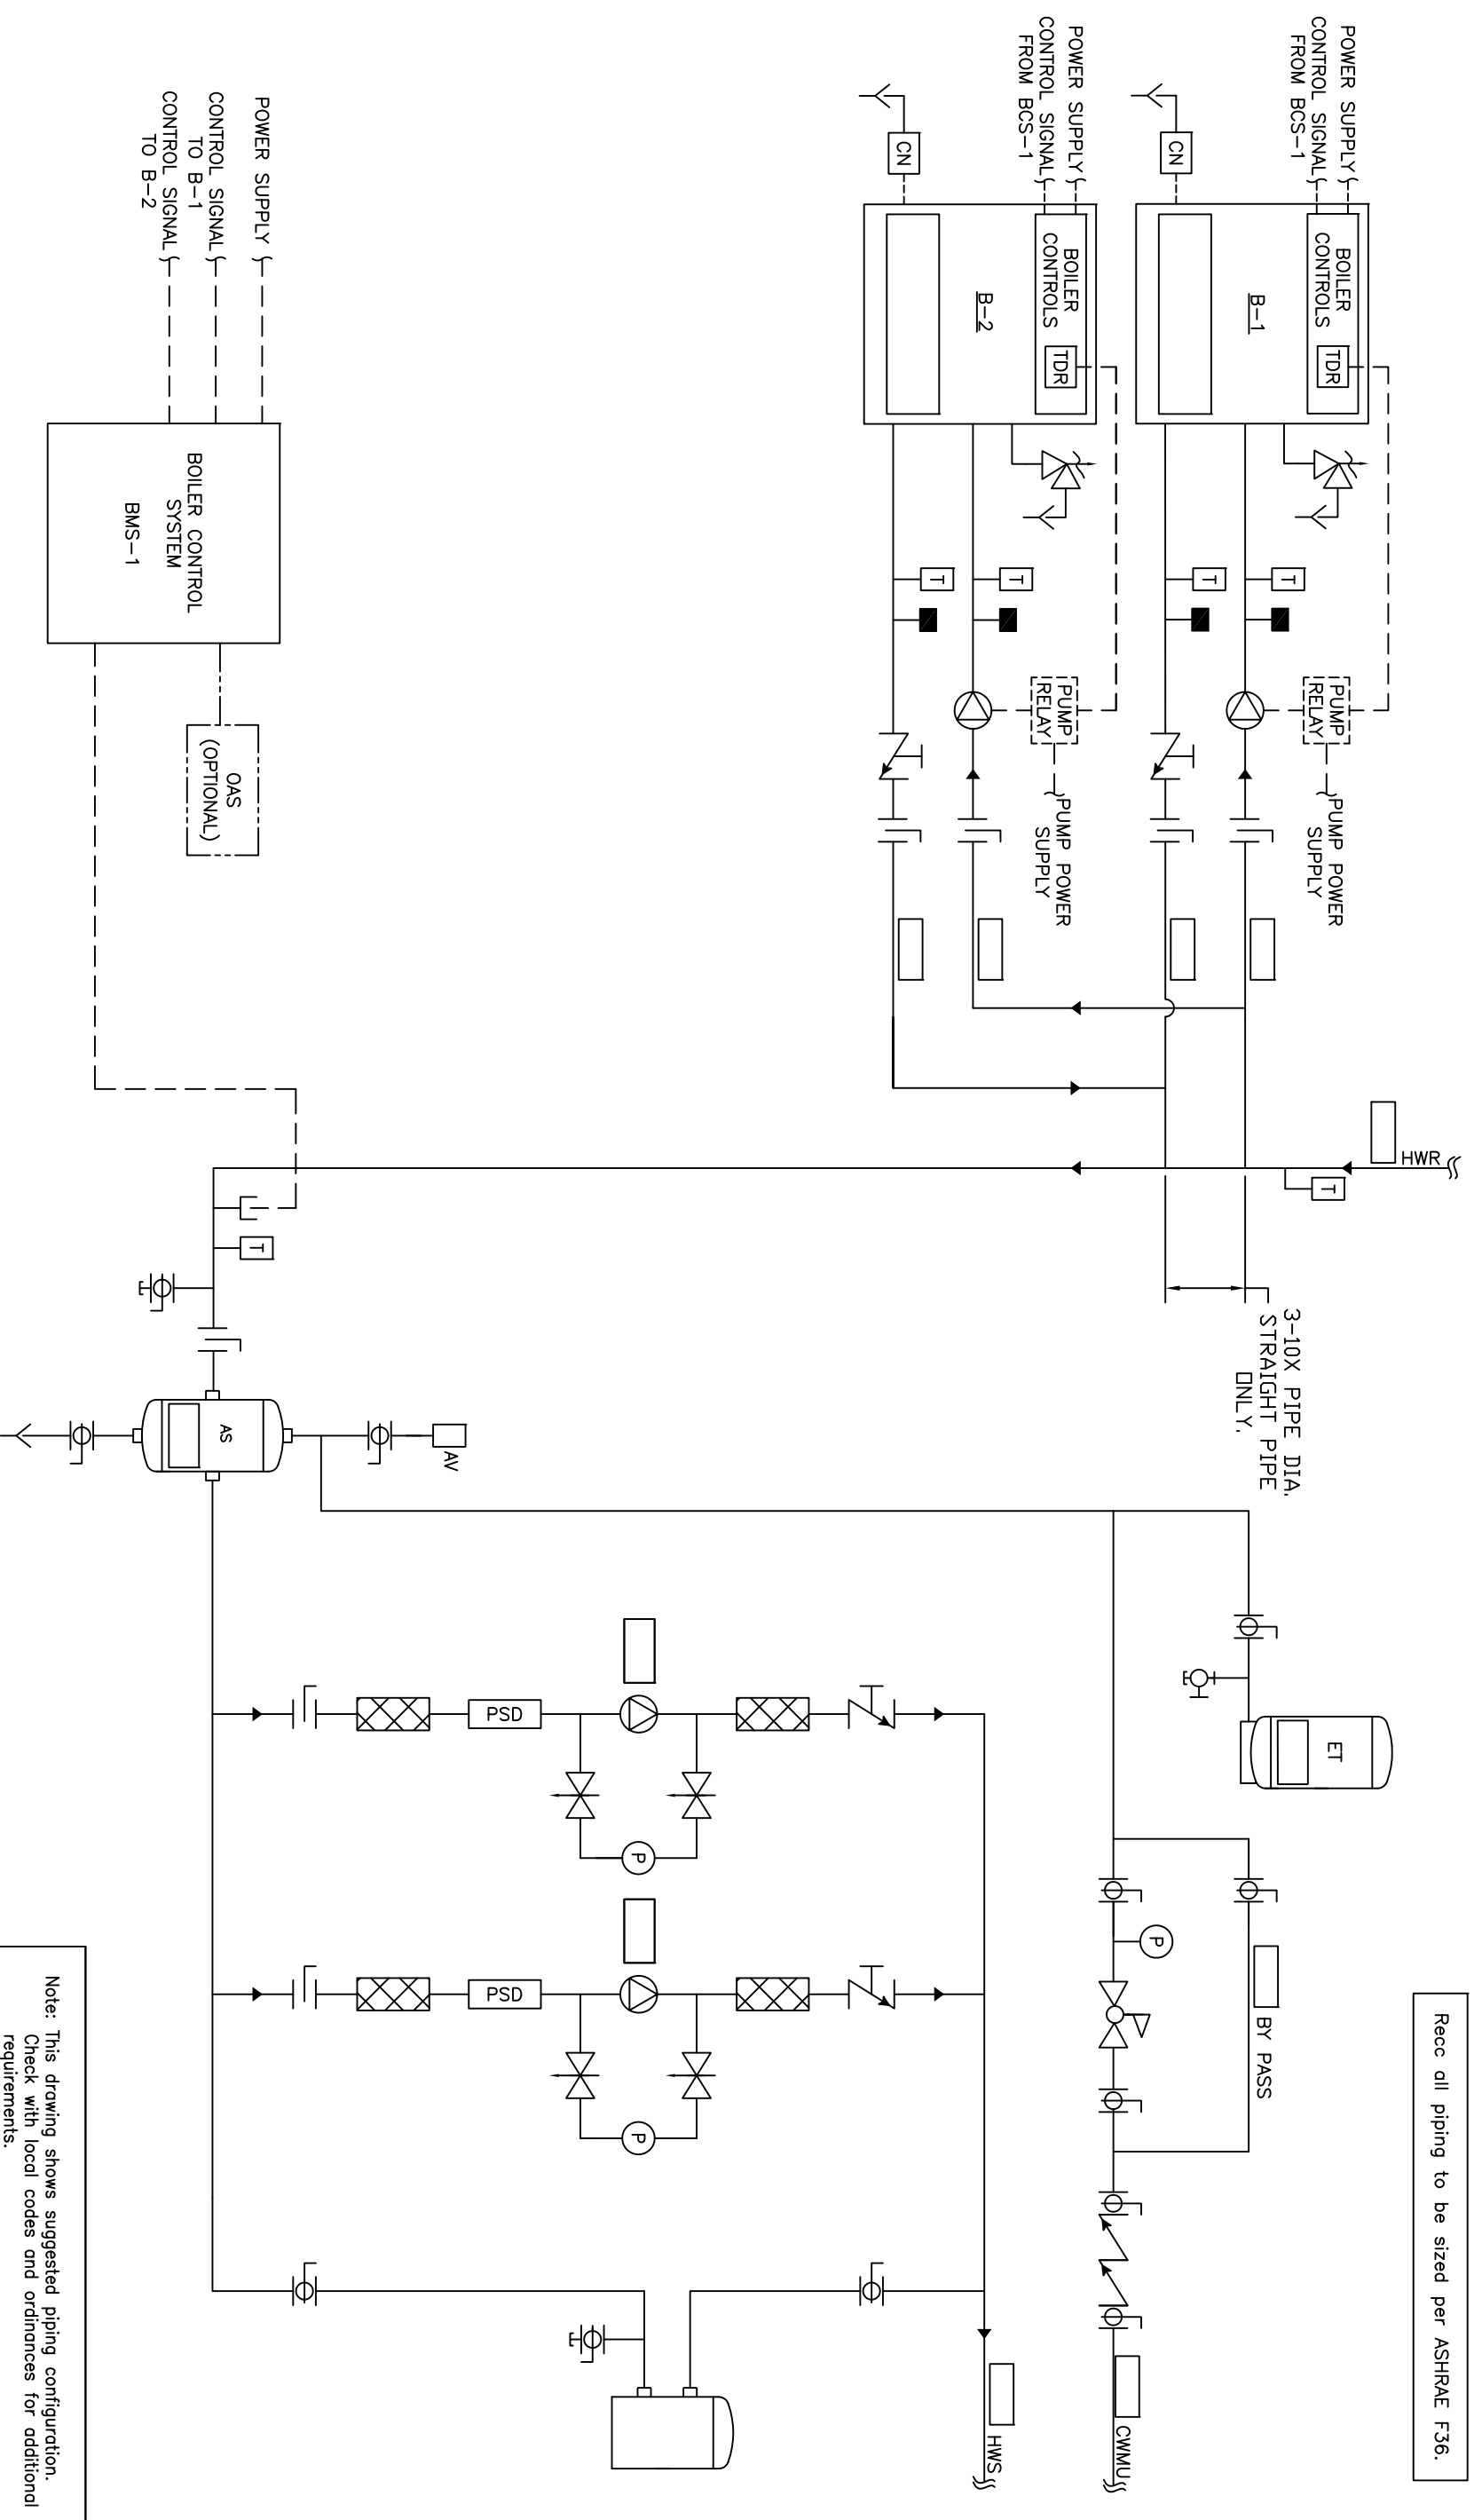 POWER SUPPLY
CONTROL SIGNAL
FROM BCS-1
BOILER
CONTROLS
TDR
B-1
CN
PUMP
RELAY
PUMP POWER
SUPPLY
T
T
POWER SUPPLY
CONTROL SIGNAL
FROM BCS-1
BOILER
CONTROLS
TDR
B-2
CN
PUMP
RELAY
PUMP POWER
SUPPLY
T
T
HWR
T
3-10X PIPE DIA.
STRAIGHT PIPE
ONLY.
POWER SUPPLY
CONTROL SIGNAL
TO B-1
CONTROL SIGNAL
TO B-2
BOILER CONTROL
SYSTEM
BMS-1
OAS
(OPTIONAL)
T
AS
AV
ET
P
BY PASS
CWMU
PSD
P
PSD
P
HWS
Recc all piping to be sized per ASHRAE F36.
Note: This drawing shows suggested piping configuration.
Check with local codes and ordinances for additional
requirements.